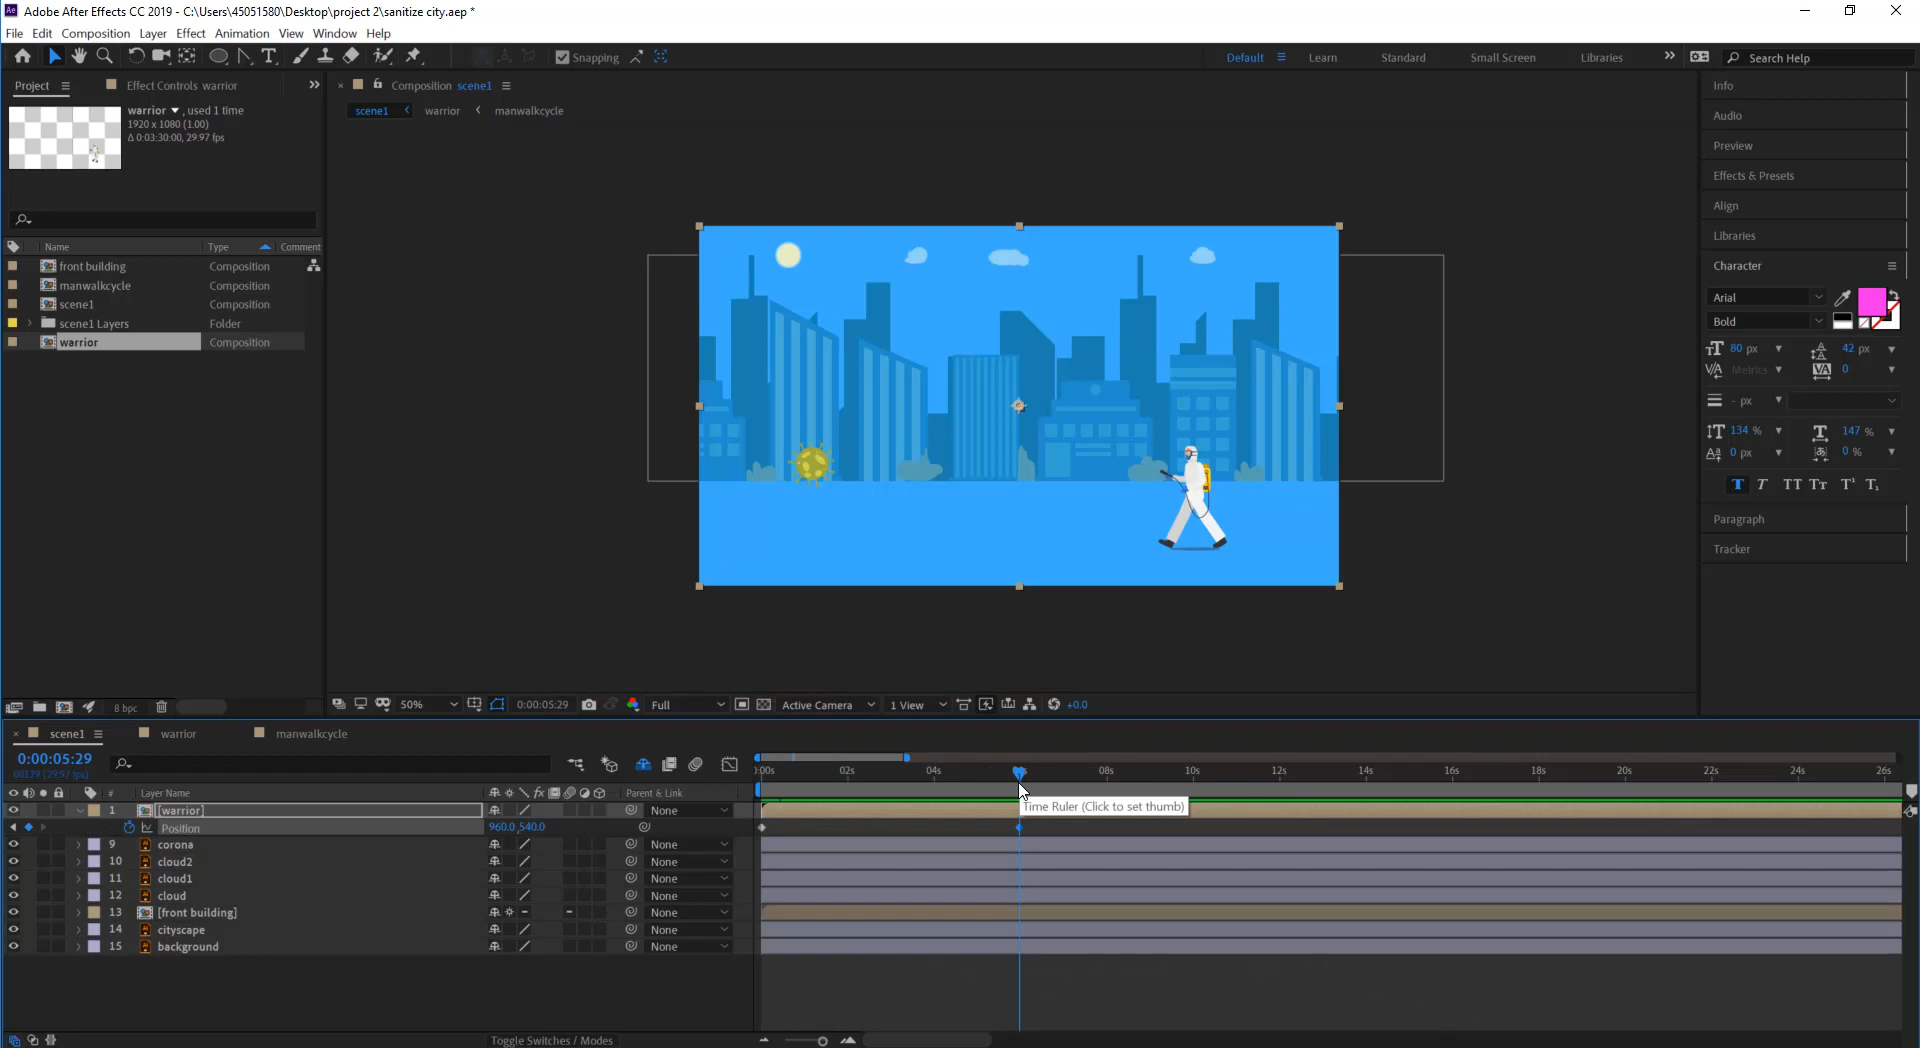 Adobe After Effects CC 2019 - C:\Users\45051580\Desktop\project 2\sanitize city.aep *
File Edit Composition Layer Effect Animation View Window Help
Snapping Default Learn Standard Small Screen Libraries Search Help
Project Effect Controls warrior
Composition scene1
warrior, used 1 time
1920 x 1080 (1.00)
Δ 0:03:30:00, 29.97 fps
scene1 warrior manwalkcycle
Name Type Comment
front building Composition
manwalkcycle Composition
scene1 Composition
scene1 Layers Folder
warrior Composition
8 bpc
50% 0:00:05:29 Full Active Camera 1 View +0.0
Info
Audio
Preview
Effects & Presets
Align
Libraries
Character
Arial
Bold
80 px 42 px
Metrics 0
- px
134 % 147 %
0 px 0 %
T T TT TT T¹ T₁
Paragraph
Tracker
scene1 warrior manwalkcycle
0:00:05:29
(29.97 fps)
:00s 02s 04s 08s 10s 12s 14s 16s 18s 20s 22s 24s 26s
# Layer Name fx Parent & Link
1 [warrior] None
Time Ruler (Click to set thumb)
Position 960.0,540.0
9 corona None
10 cloud2 None
11 cloud1 None
12 cloud None
13 [front building] None
14 cityscape None
15 background None
Toggle Switches / Modes